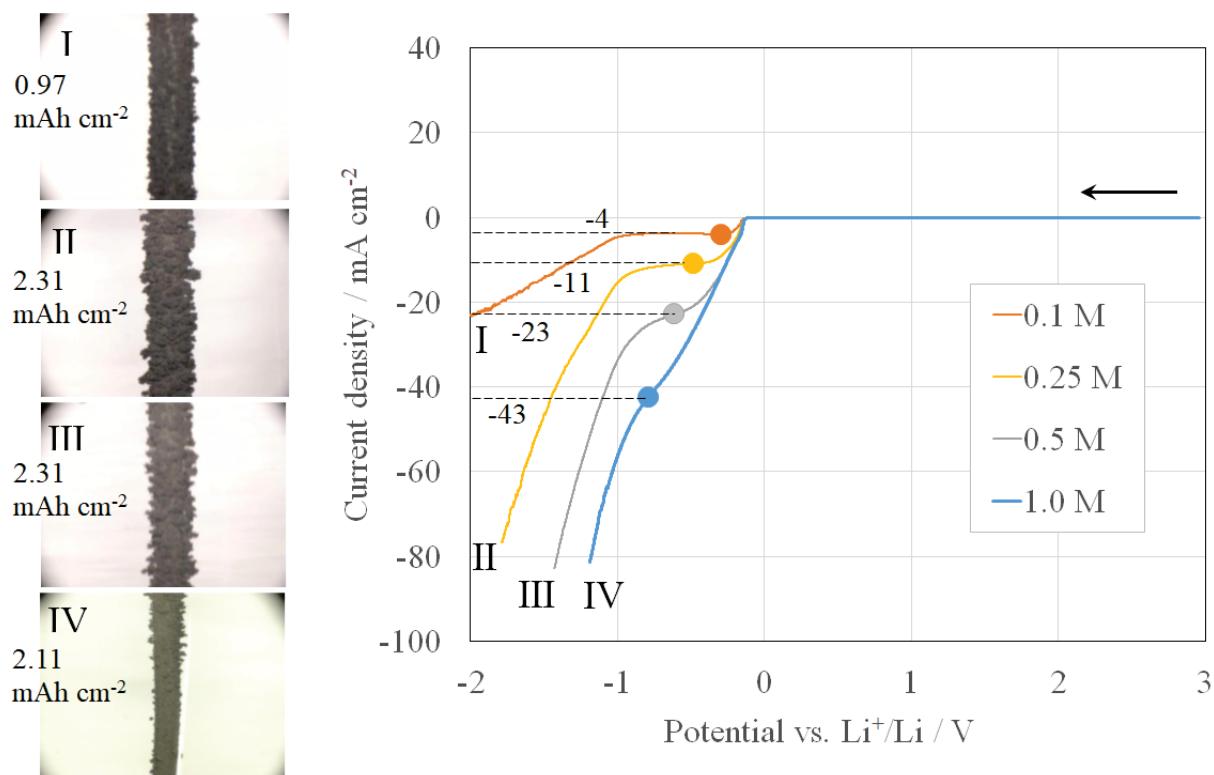 I
0.97
mAh cm-2
II
2.31
mAh cm-2
III
2.31
mAh cm-2
IV
2.11
mAh cm-2
Current density / mA cm-2
40
20
0
-20
-40
-60
-80
-100
-4
-11
-23
-43
I
II
III
IV
0.1 M
0.25 M
0.5 M
1.0 M
-2
-1
0
1
2
3
Potential vs. Li+/Li / V